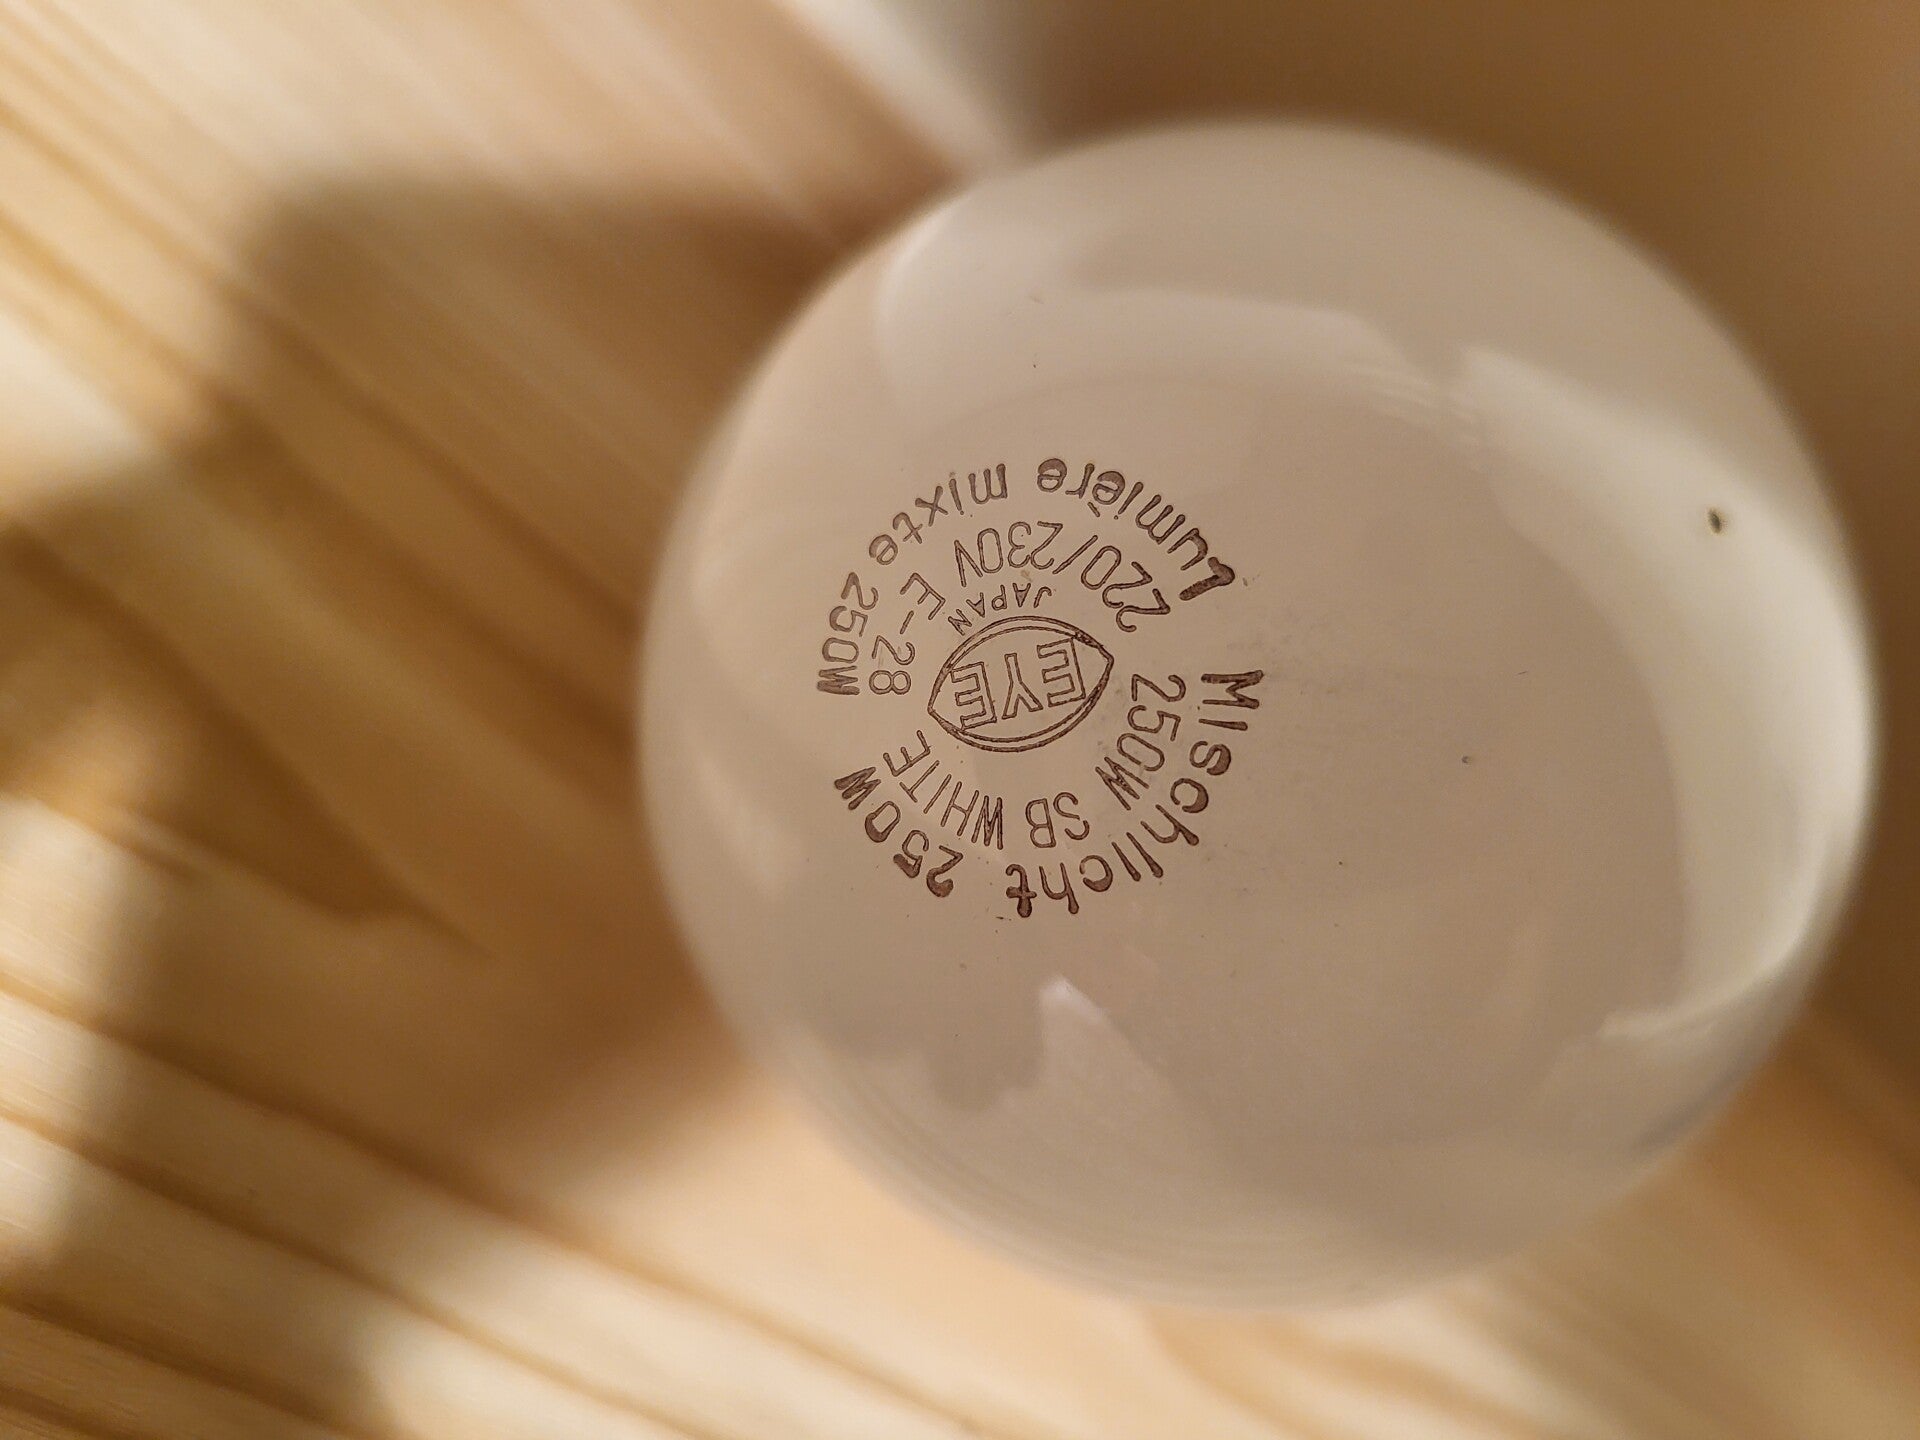 Lumière mixte 250W
220/230V E-28
JAPAN
EYE
250W SB WHITE
Mischlicht 250W